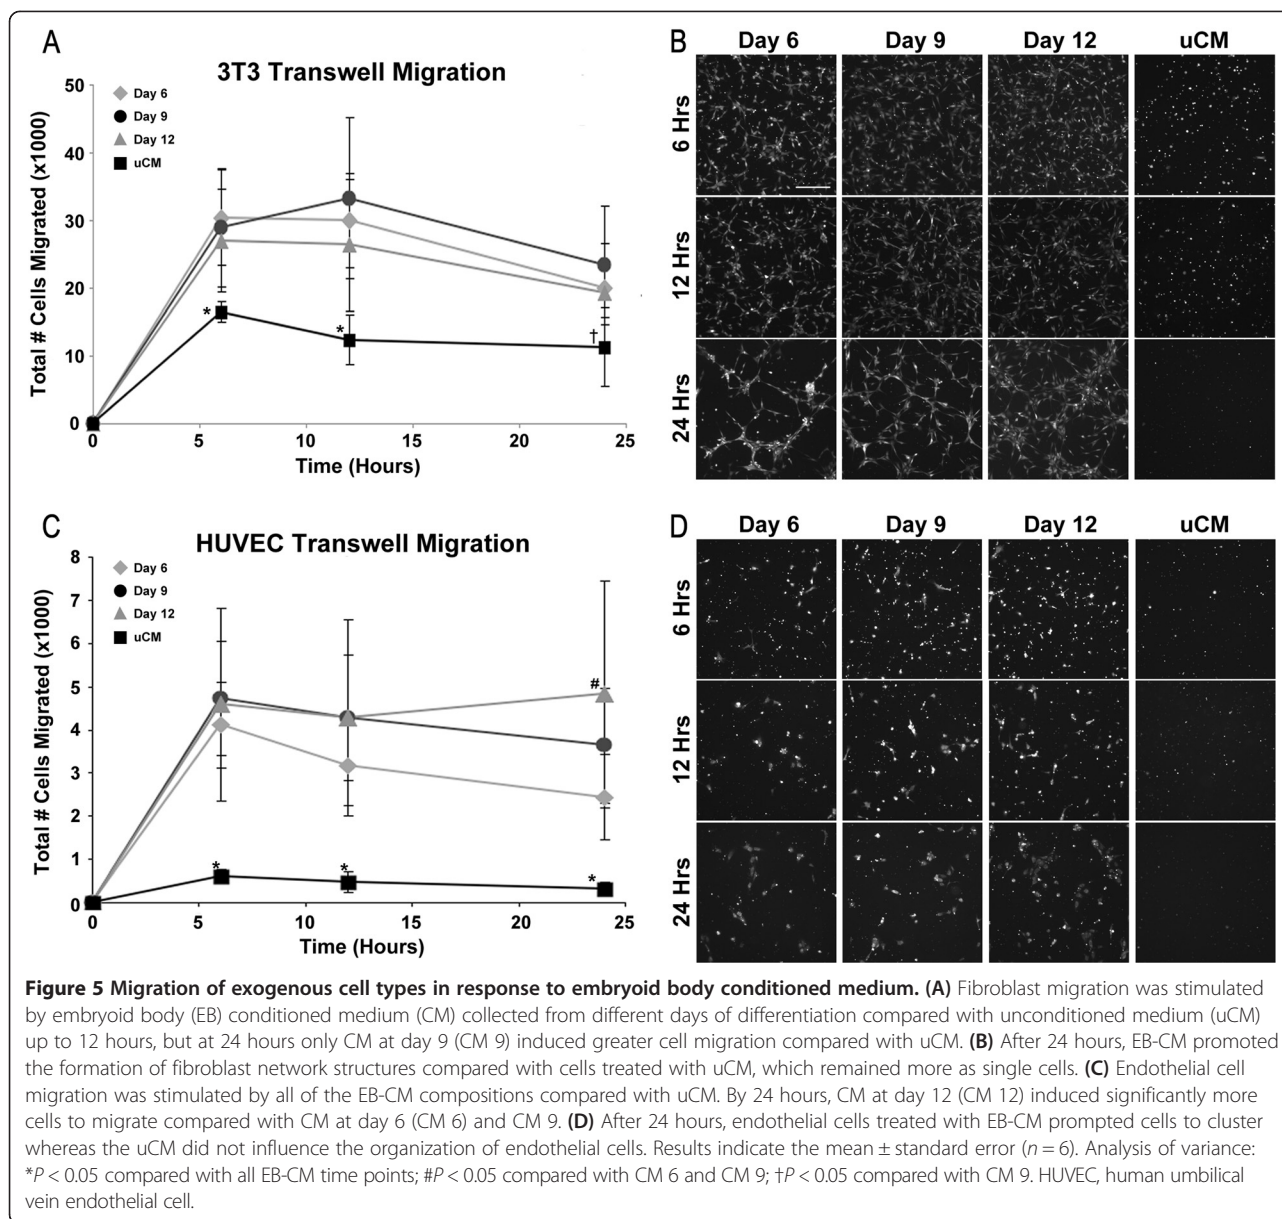 A
3T3 Transwell Migration
50
40
30
20
10
0
Total # Cells Migrated (x1000)
Day 6
Day 9
Day 12
uCM
*
*
†
0
5
10
15
20
25
Time (Hours)
B
Day 6
Day 9
Day 12
uCM
6 Hrs
12 Hrs
24 Hrs
C
HUVEC Transwell Migration
8
7
6
5
4
3
2
1
0
Total # Cells Migrated (x1000)
Day 6
Day 9
Day 12
uCM
*
*
#
*
0
5
10
15
20
25
Time (Hours)
D
Day 6
Day 9
Day 12
uCM
6 Hrs
12 Hrs
24 Hrs
Figure 5 Migration of exogenous cell types in response to embryoid body conditioned medium. (A) Fibroblast migration was stimulated
by embryoid body (EB) conditioned medium (CM) collected from different days of differentiation compared with unconditioned medium (uCM)
up to 12 hours, but at 24 hours only CM at day 9 (CM 9) induced greater cell migration compared with uCM. (B) After 24 hours, EB-CM promoted
the formation of fibroblast network structures compared with cells treated with uCM, which remained more as single cells. (C) Endothelial cell
migration was stimulated by all of the EB-CM compositions compared with uCM. By 24 hours, CM at day 12 (CM 12) induced significantly more
cells to migrate compared with CM at day 6 (CM 6) and CM 9. (D) After 24 hours, endothelial cells treated with EB-CM prompted cells to cluster
whereas the uCM did not influence the organization of endothelial cells. Results indicate the mean ± standard error (n = 6). Analysis of variance:
*P < 0.05 compared with all EB-CM time points; #P < 0.05 compared with CM 6 and CM 9; †P < 0.05 compared with CM 9. HUVEC, human umbilical
vein endothelial cell.